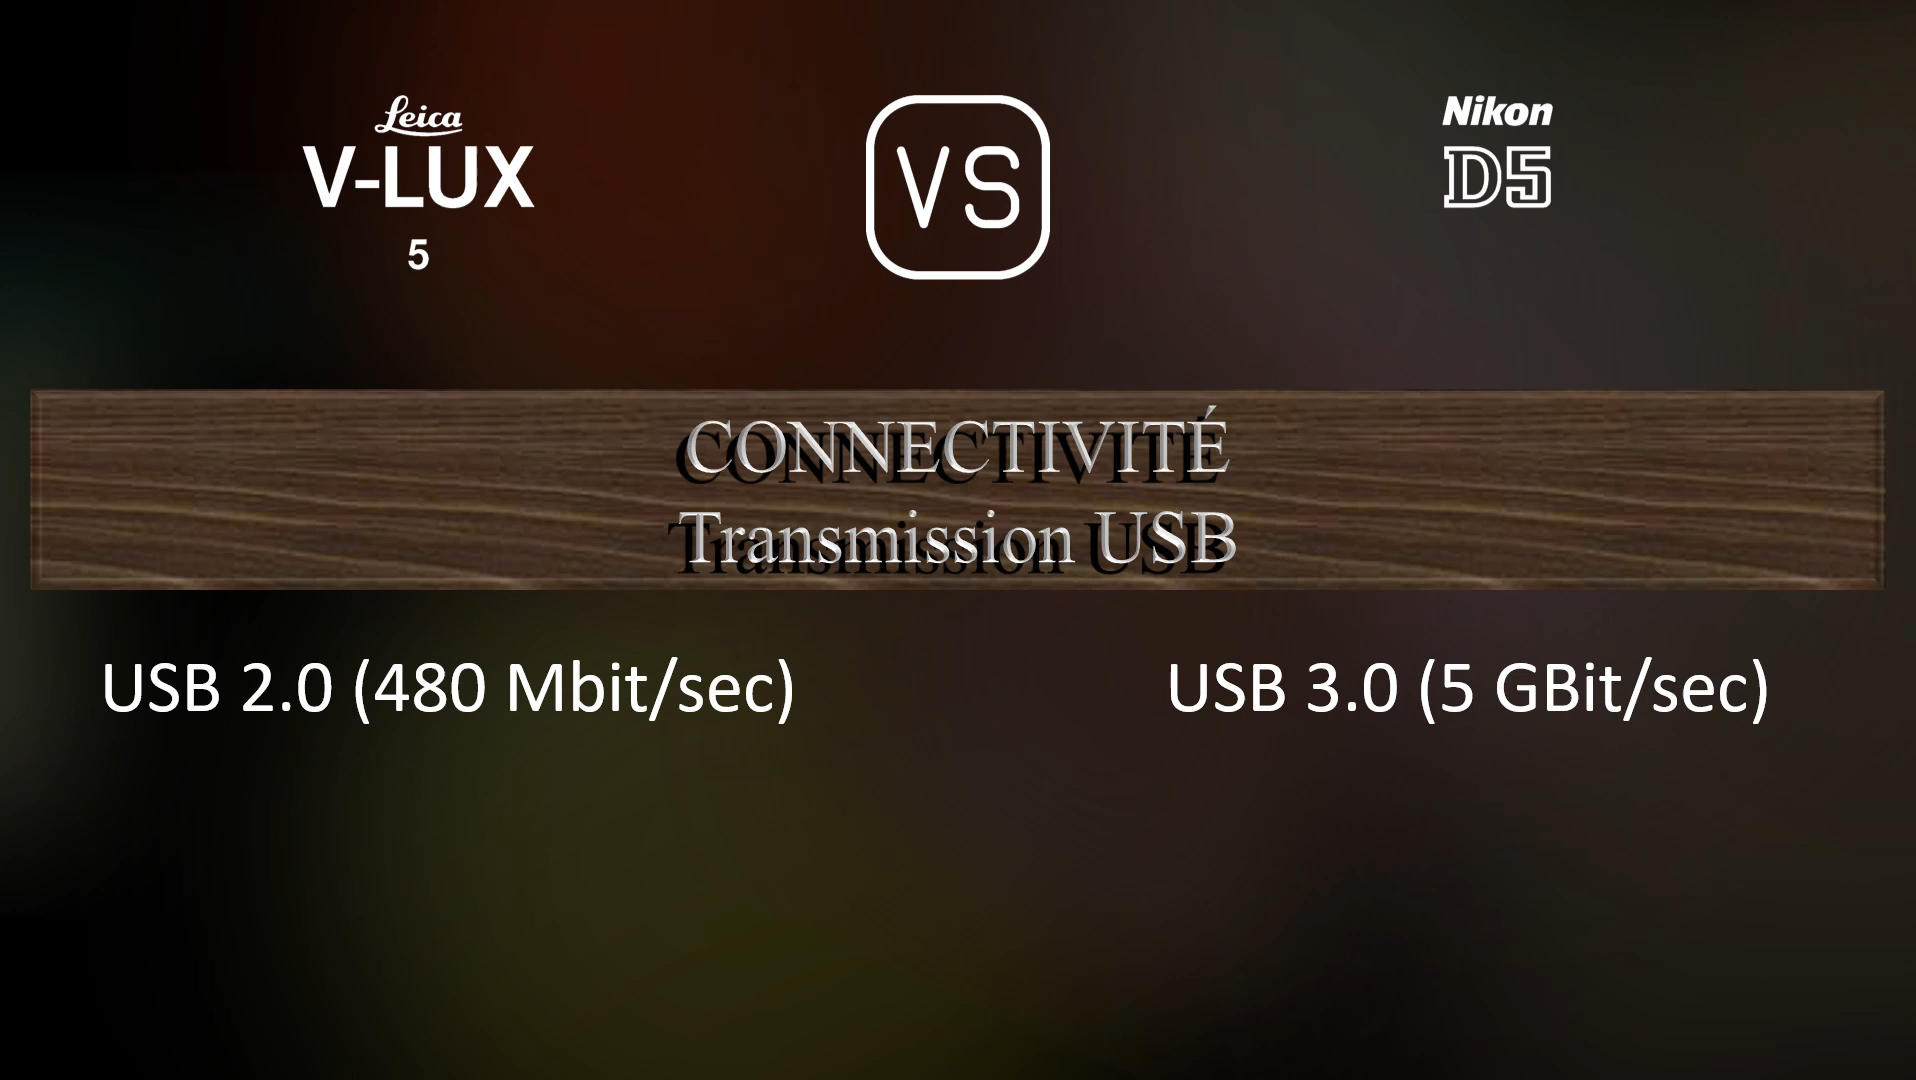 Leica
V-LUX
5
VS
Nikon
D5
CONNECTIVITÉ
Transmission USB
USB 2.0 (480 Mbit/sec)
USB 3.0 (5 GBit/sec)